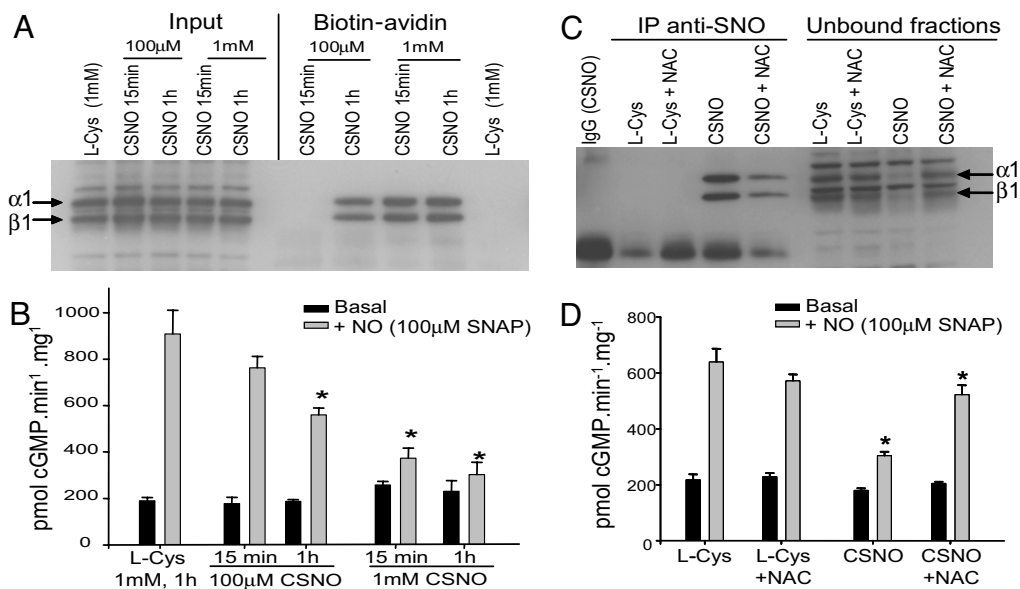 A
Input
Biotin-avidin
100µM
1mM
100µM
1mM
L-Cys (1mM)
CSNO 15min
CSNO 1h
CSNO 15min
CSNO 1h
CSNO 15min
CSNO 1h
CSNO 15min
CSNO 1h
L-Cys (1mM)
α1
β1
C
IP anti-SNO
Unbound fractions
IgG (CSNO)
L-Cys
L-Cys + NAC
CSNO
CSNO + NAC
L-Cys
L-Cys + NAC
CSNO
CSNO + NAC
α1
β1
B
pmol cGMP.min¹.mg¹
1000
800
600
400
200
0
Basal
+ NO (100µM SNAP)
*
*
*
L-Cys
1mM, 1h
15 min
1h
100µM CSNO
15 min
1h
1mM CSNO
D
pmol cGMP.min⁻¹.mg⁻¹
800
600
400
200
0
Basal
+ NO (100µM SNAP)
*
*
L-Cys
L-Cys
+NAC
CSNO
CSNO
+NAC